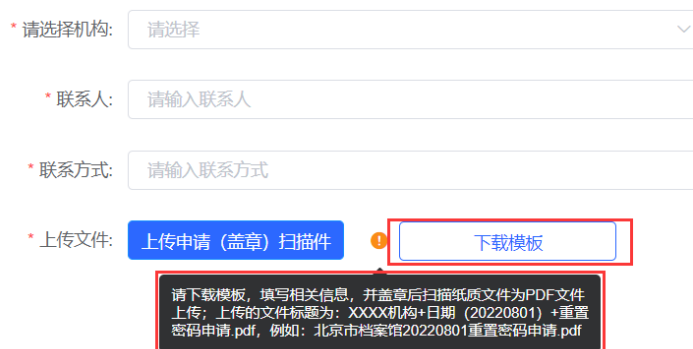 * 请选择机构: 请选择
* 联系人: 请输入联系人
* 联系方式: 请输入联系方式
* 上传文件: 上传申请（盖章）扫描件 ! 下载模板
请下载模板，填写相关信息，并盖章后扫描纸质文件为PDF文件
上传；上传的文件标题为：XXXX机构+日期（20220801）+重置
密码申请.pdf，例如：北京市档案馆20220801重置密码申请.pdf